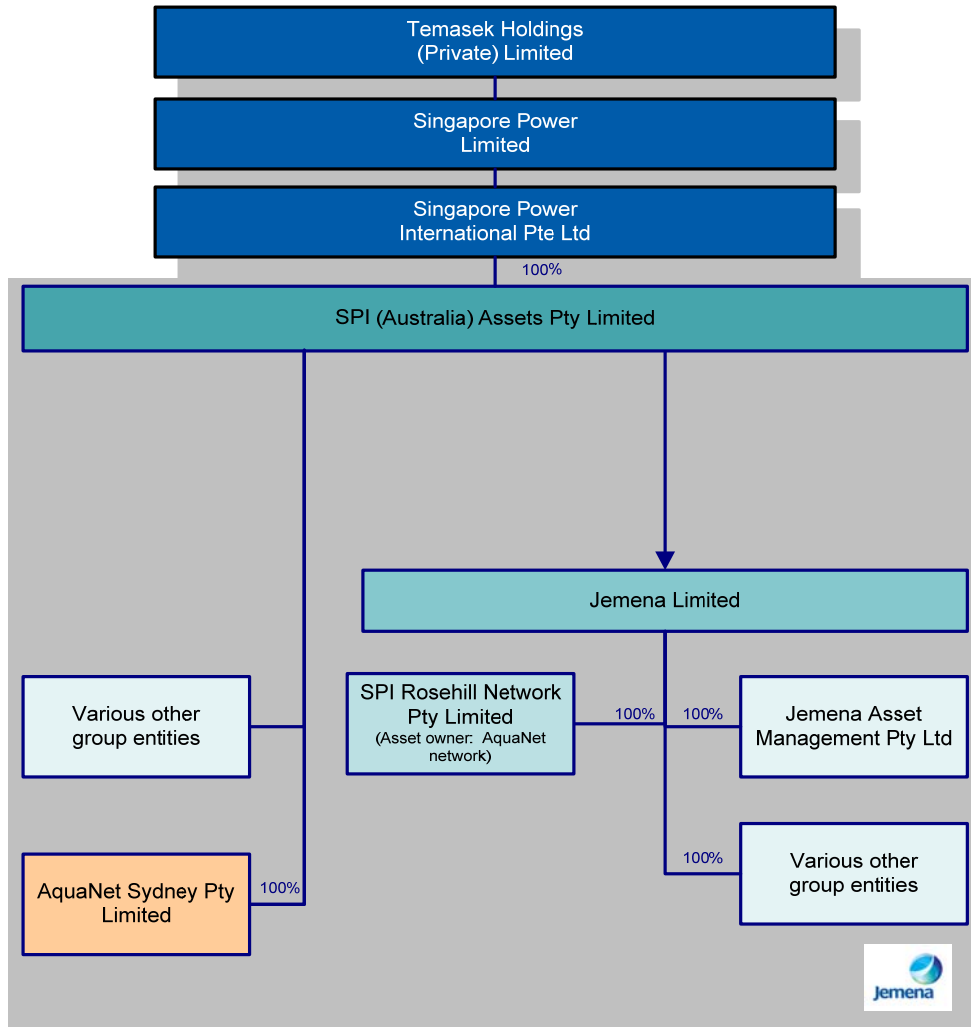 Temasek Holdings
(Private) Limited
Singapore Power
Limited
Singapore Power
International Pte Ltd
100%
SPI (Australia) Assets Pty Limited
Jemena Limited
Various other
group entities
SPI Rosehill Network
Pty Limited
(Asset owner: AquaNet
network)
100%
100%
Jemena Asset
Management Pty Ltd
AquaNet Sydney Pty
Limited
100%
100%
Various other
group entities
Jemena